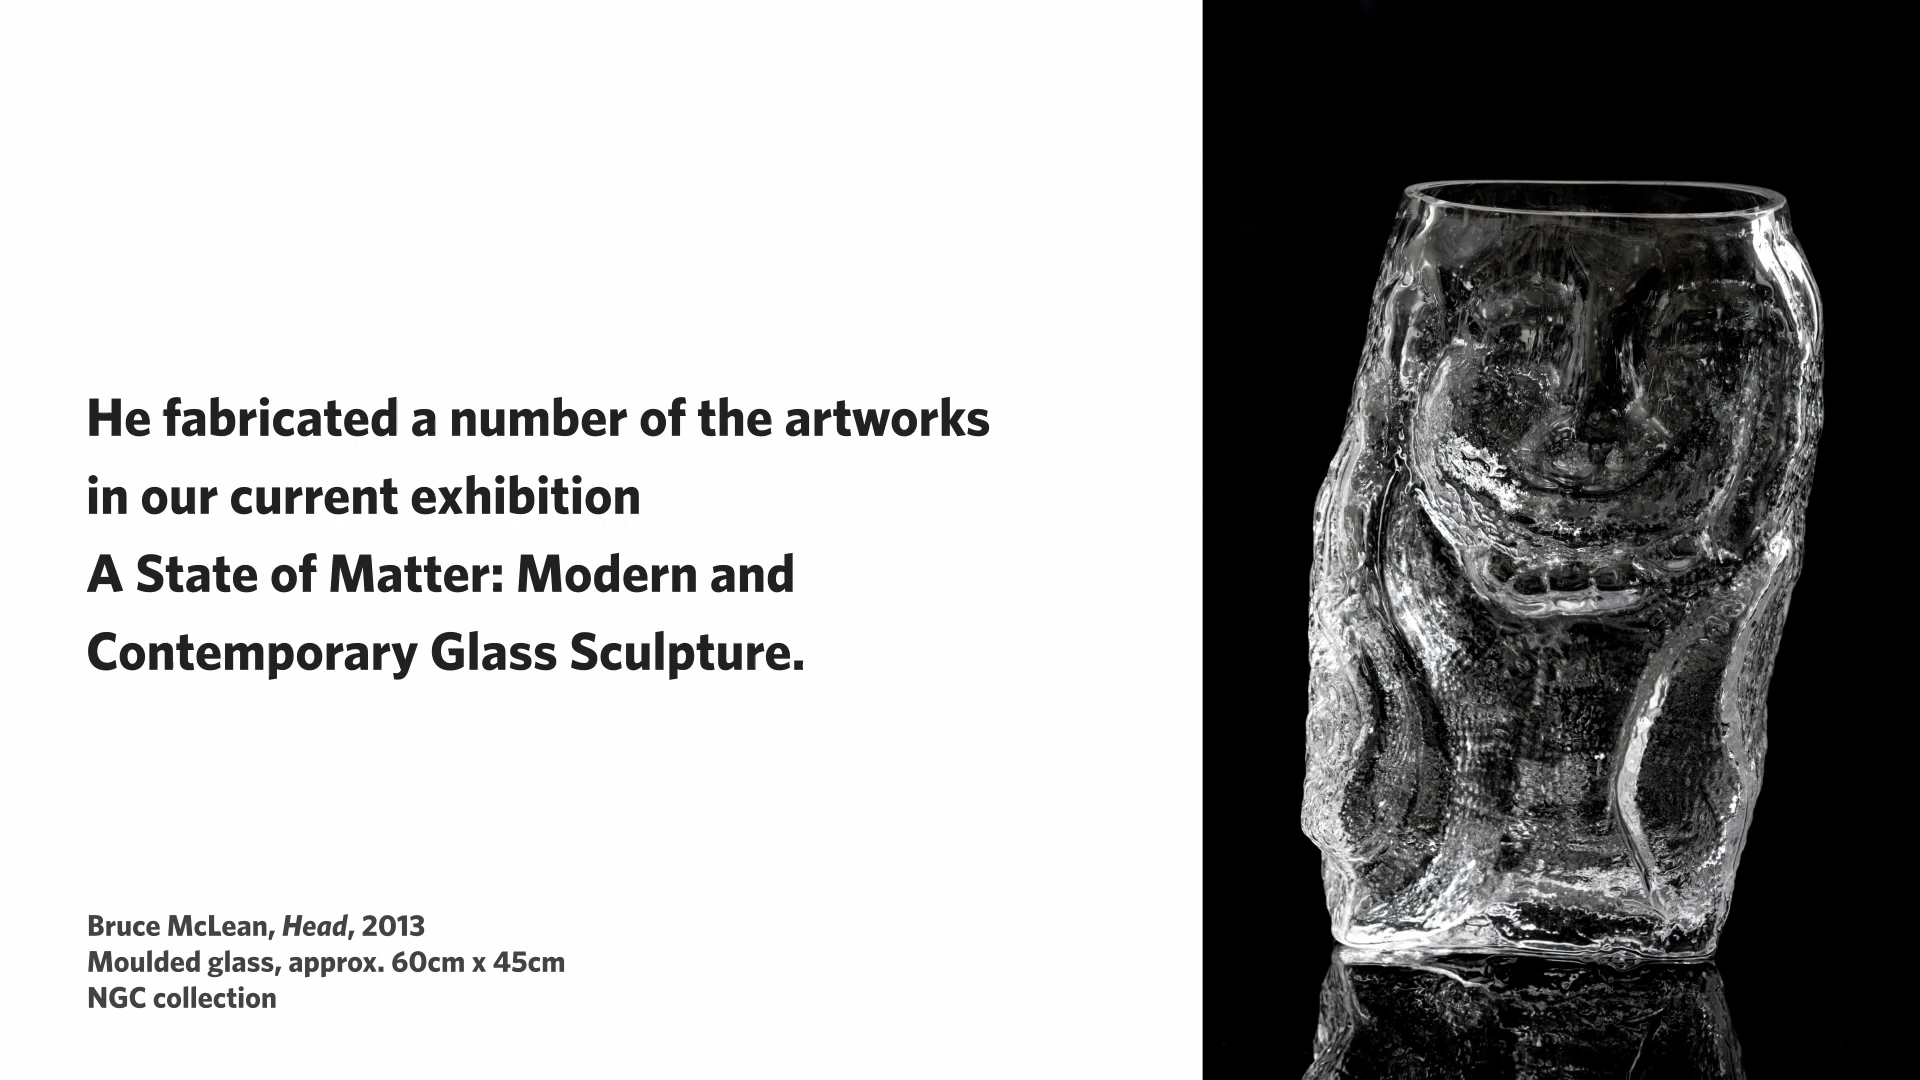 He fabricated a number of the artworks
in our current exhibition
A State of Matter: Modern and
Contemporary Glass Sculpture.
Bruce McLean, Head, 2013
Moulded glass, approx. 60cm x 45cm
NGC collection